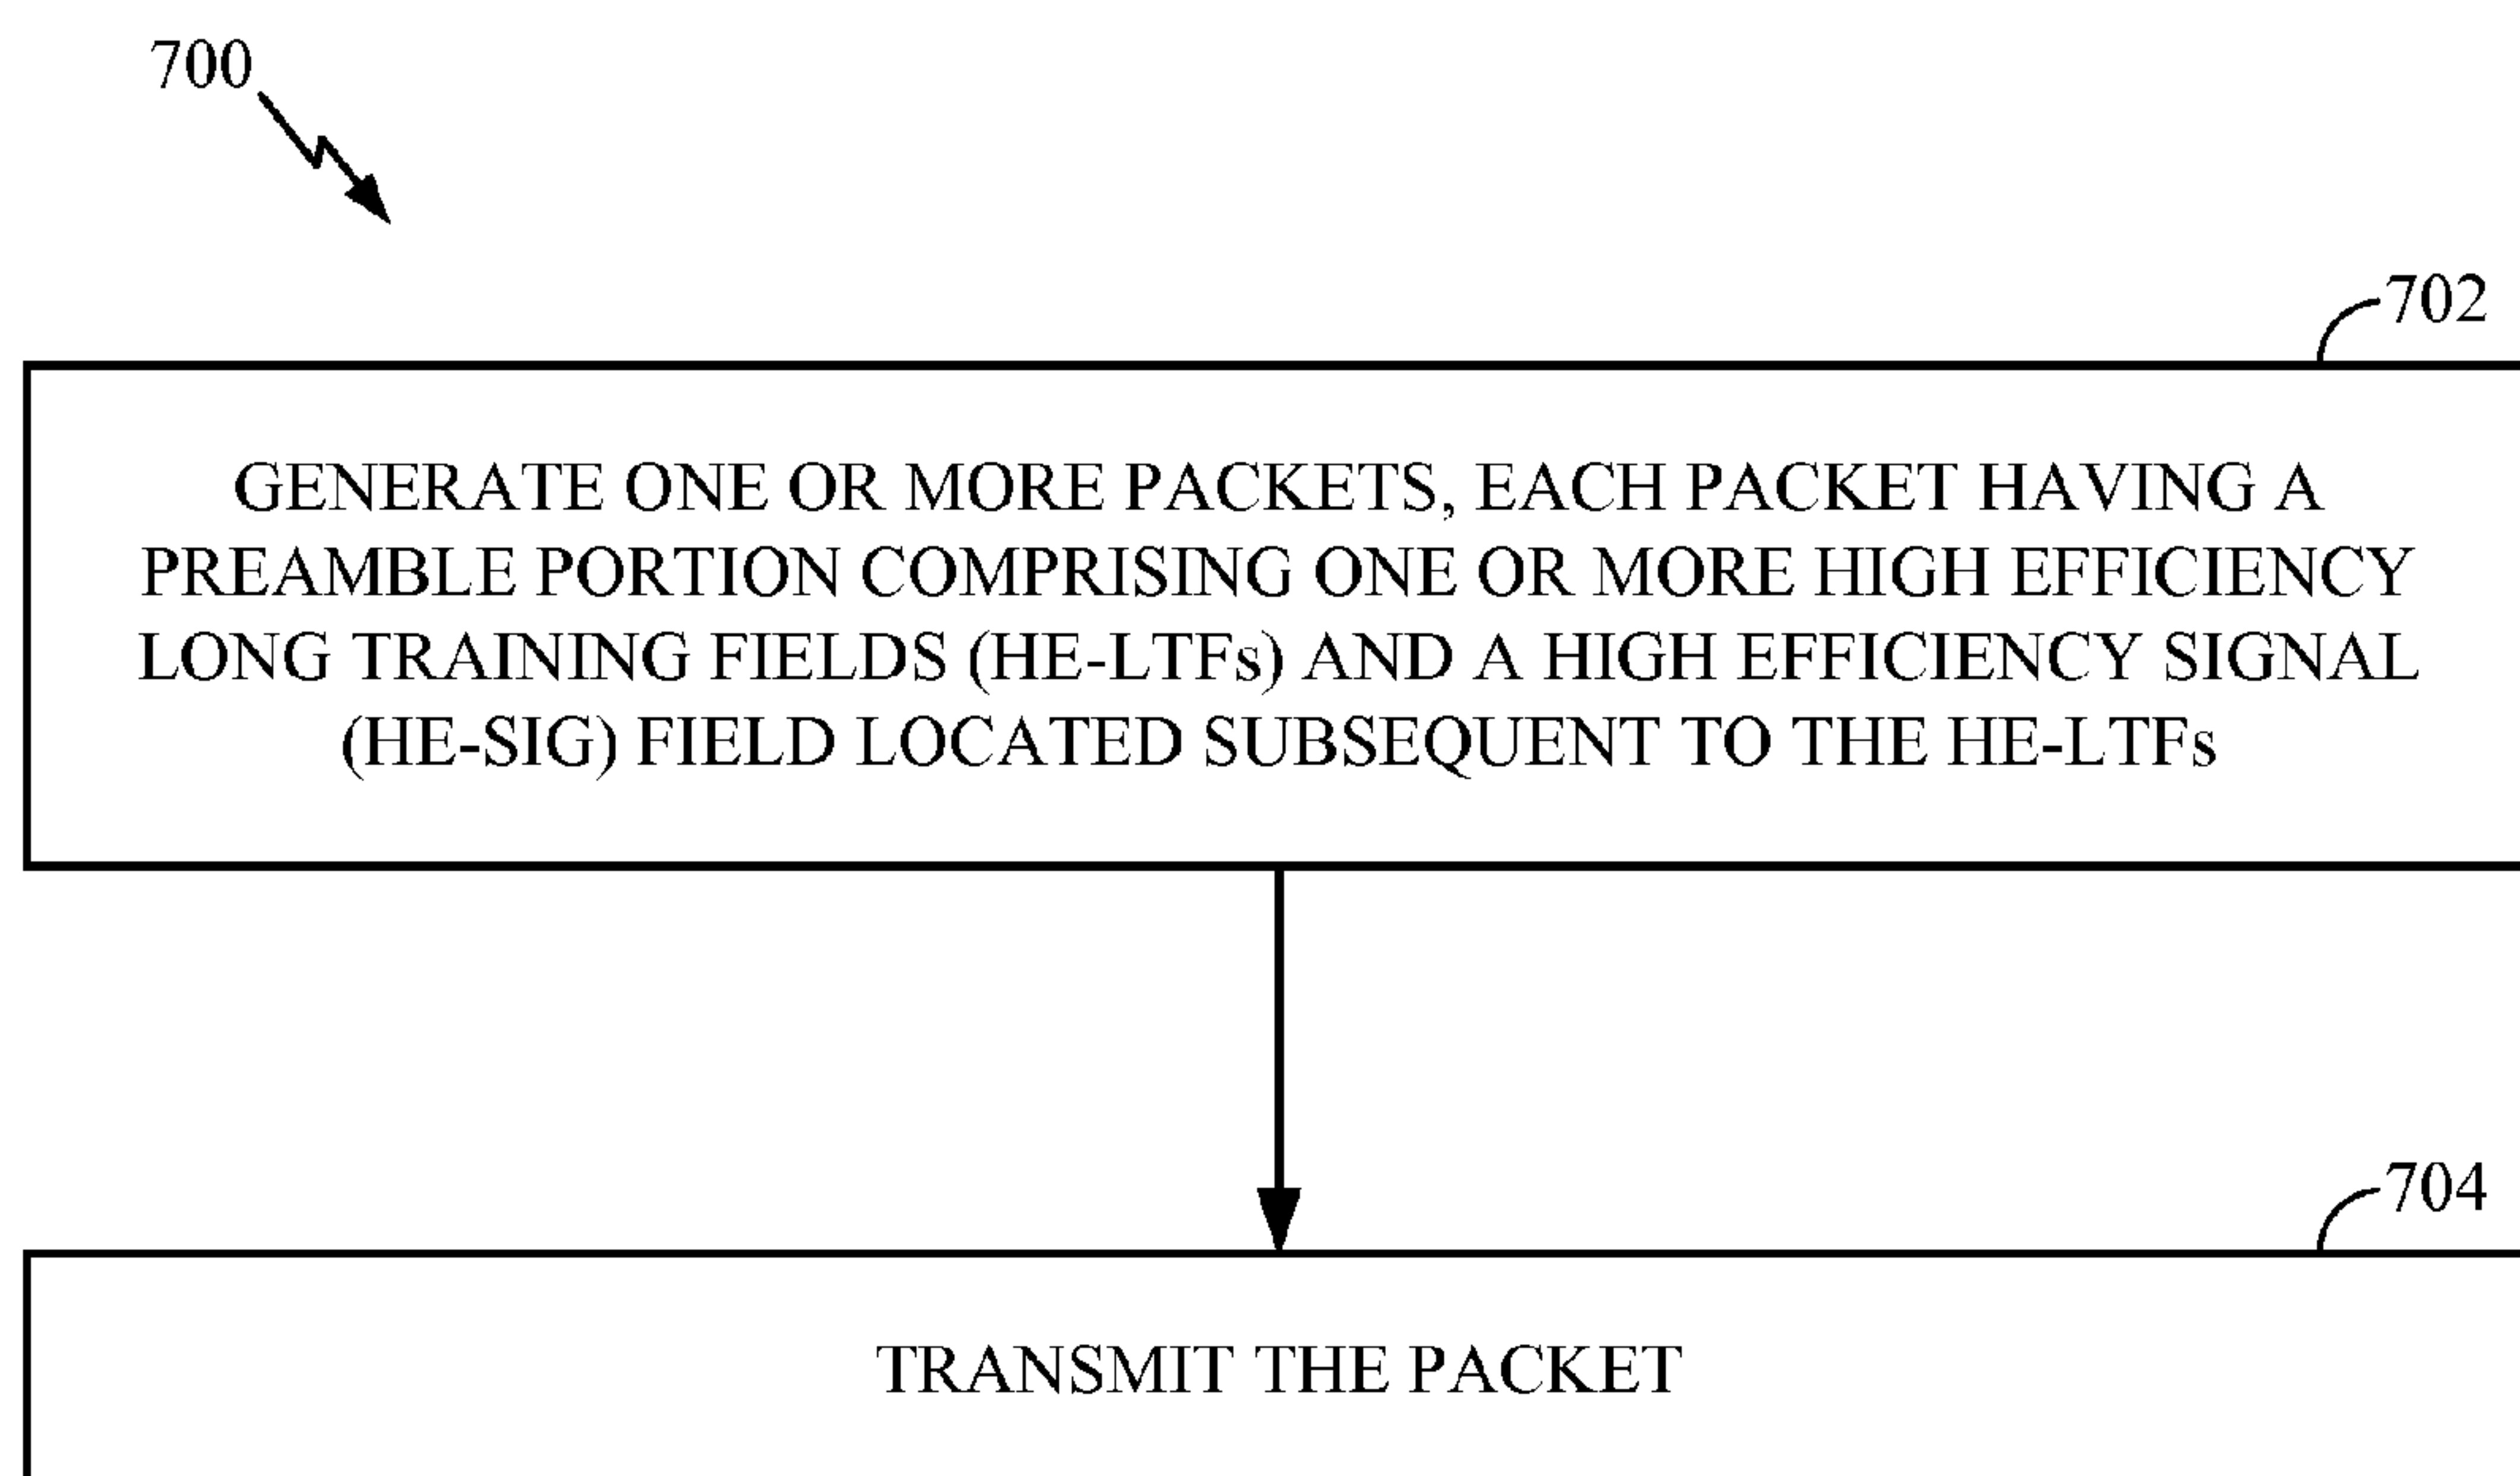 700
702
GENERATE ONE OR MORE PACKETS, EACH PACKET HAVING A
PREAMBLE PORTION COMPRISING ONE OR MORE HIGH EFFICIENCY
LONG TRAINING FIELDS (HE-LTFs) AND A HIGH EFFICIENCY SIGNAL
(HE-SIG) FIELD LOCATED SUBSEQUENT TO THE HE-LTFs
704
TRANSMIT THE PACKET